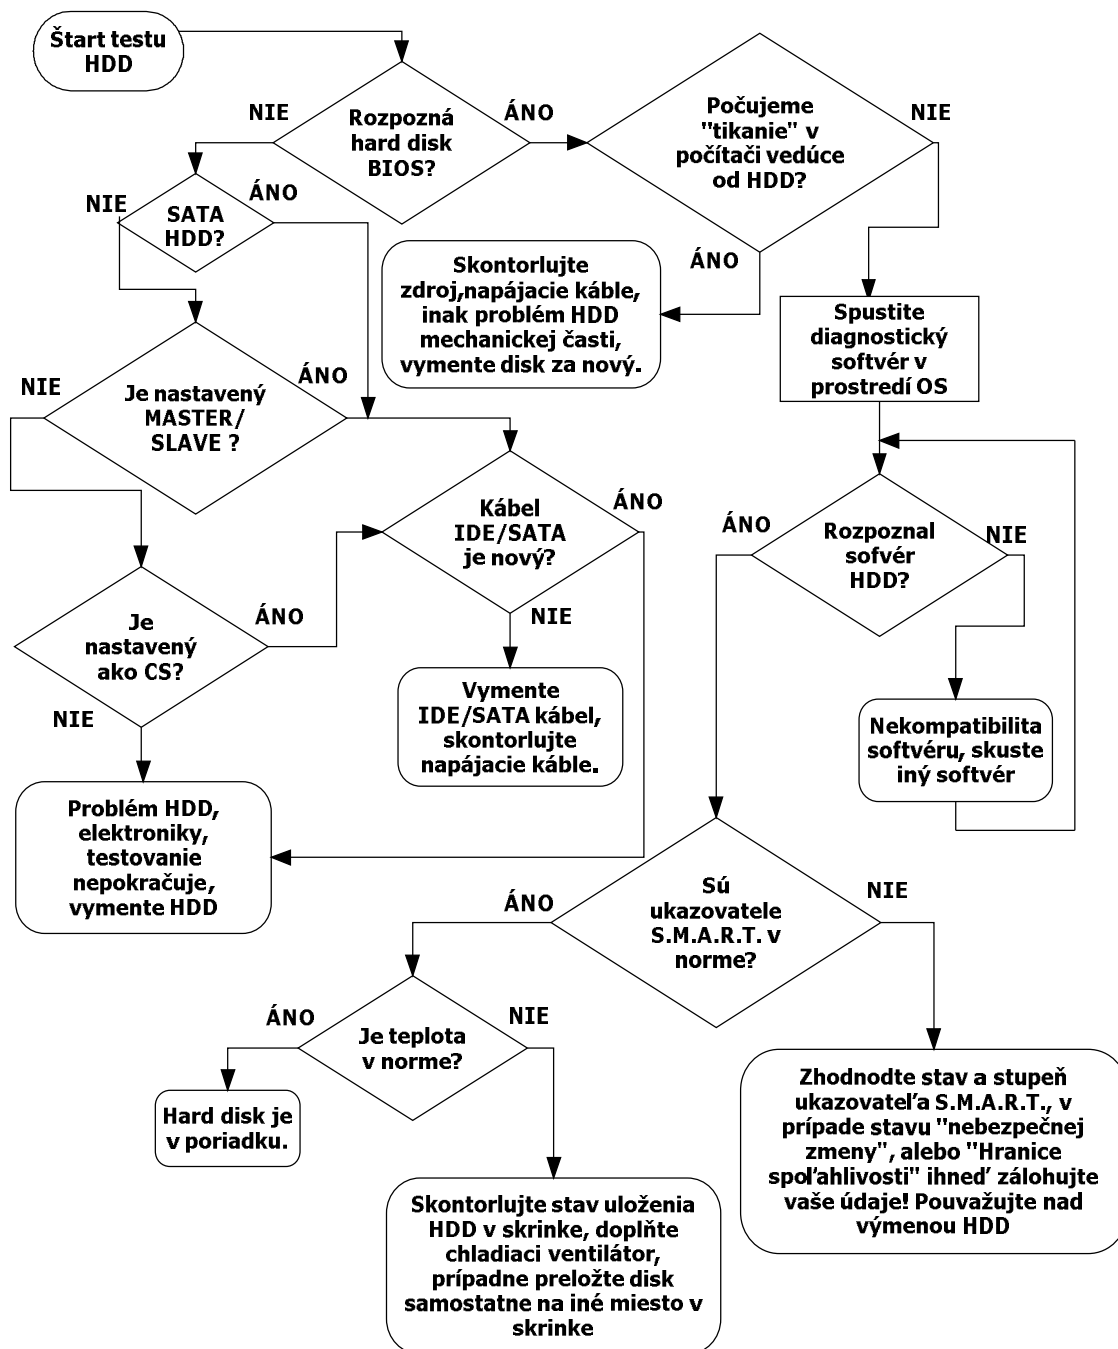 Štart testu
HDD
NIE
Rozpozná
hard disk
BIOS?
ÁNO
Počujeme
"tikanie" v
počítači vedúce
od HDD?
NIE
NIE
SATA
HDD?
ÁNO
ÁNO
Skontorlujte
zdroj,napájacie káble,
inak problém HDD
mechanickej časti,
vymente disk za nový.
Spustite
diagnostický
softvér v
prostredí OS
NIE
Je nastavený
MASTER/
SLAVE ?
ÁNO
Kábel
IDE/SATA
je nový?
ÁNO
NIE
ÁNO
Rozpoznal
sofvér
HDD?
NIE
Je
nastavený
ako CS?
ÁNO
NIE
Vymente
IDE/SATA kábel,
skontorlujte
napájacie káble.
Nekompatibilita
softvéru, skuste
iný softvér
Problém HDD,
elektroniky,
testovanie
nepokračuje,
vymente HDD
ÁNO
Sú
ukazovatele
S.M.A.R.T. v
norme?
NIE
ÁNO
Je teplota
v norme?
NIE
Hard disk je
v poriadku.
Zhodnodte stav a stupeň
ukazovateľa S.M.A.R.T., v
prípade stavu "nebezpečnej
zmeny", alebo "Hranice
spoľahlivosti" ihneď zálohujte
vaše údaje! Pouvažujte nad
výmenou HDD
Skontorlujte stav uloženia
HDD v skrinke, doplňte
chladiaci ventilátor,
prípadne preložte disk
samostatne na iné miesto v
skrinke